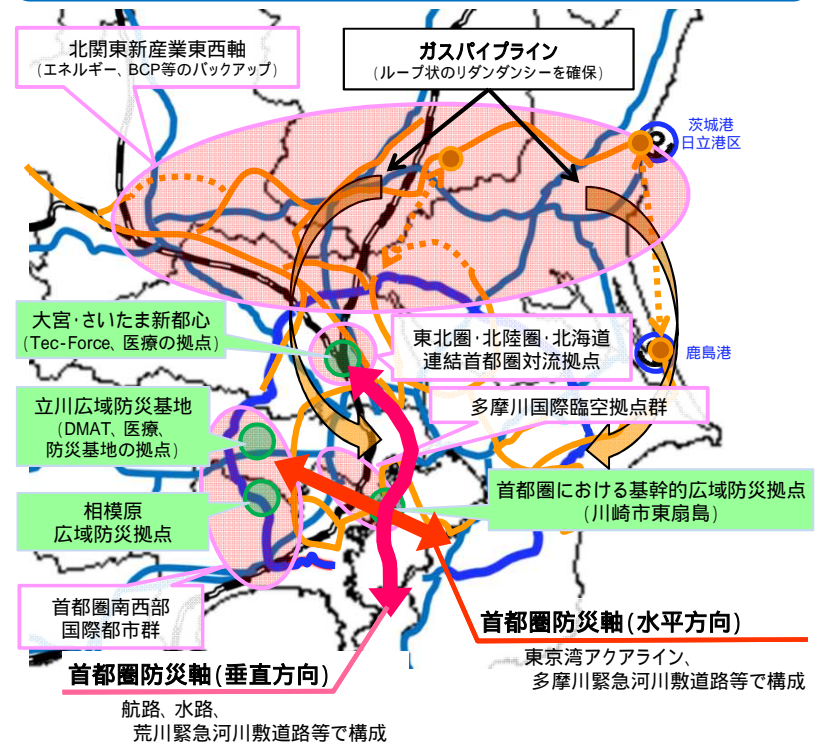 北関東新産業東西軸
(エネルギー、BCP等のバックアップ)
ガスパイプライン
(ループ状のリダンダンシーを確保)
茨城港
日立港区
大宮・さいたま新都心
(Tec-Force、医療の拠点)
東北圏・北陸圏・北海道
連結首都圏対流拠点
鹿島港
立川広域防災基地
(DMAT、医療、
防災基地の拠点)
多摩川国際臨空拠点群
相模原
広域防災拠点
首都圏における基幹的広域防災拠点
(川崎市東扇島)
首都圏南西部
国際都市群
首都圏防災軸(水平方向)
東京湾アクアライン、
多摩川緊急河川敷道路等で構成
首都圏防災軸(垂直方向)
航路、水路、
荒川緊急河川敷道路等で構成